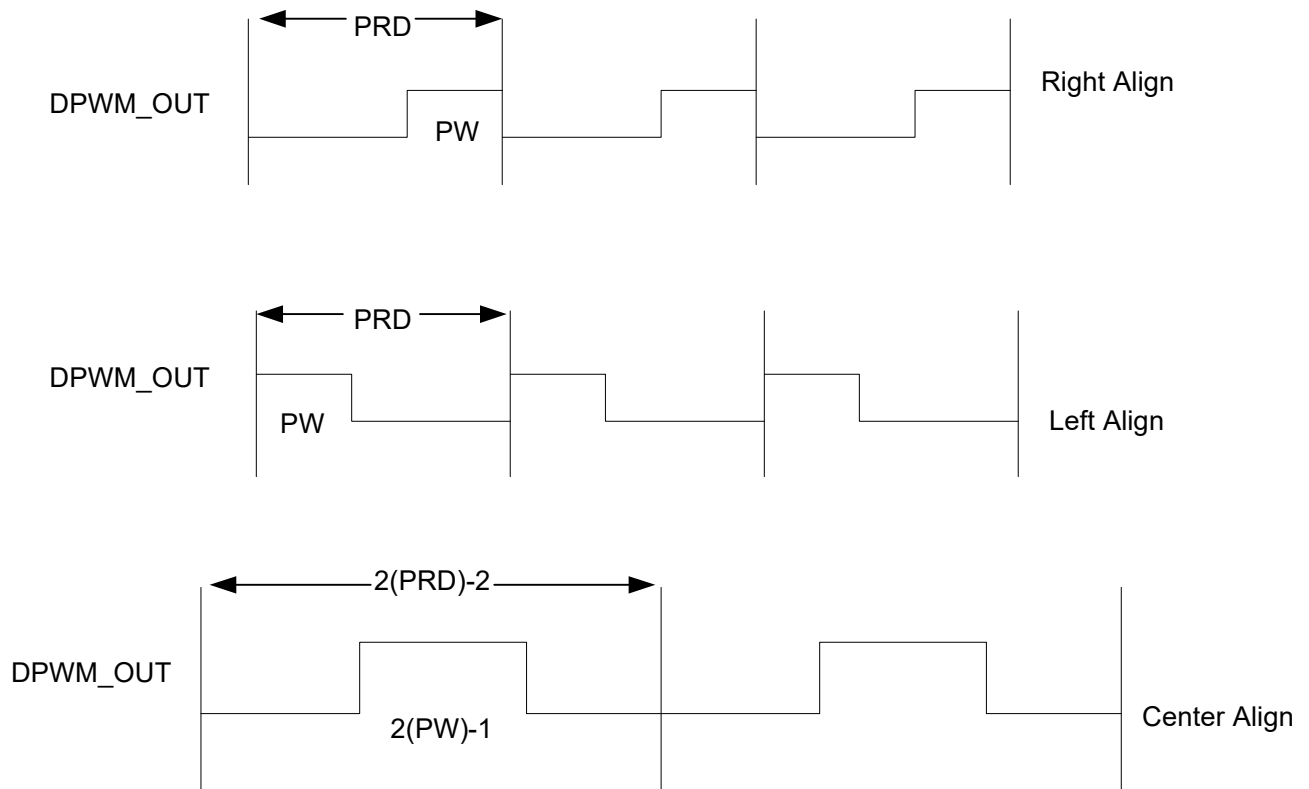 PRD
DPWM_OUT
Right Align
PW
PRD
DPWM_OUT
PW
Left Align
2(PRD)-2
DPWM_OUT
2(PW)-1
Center Align